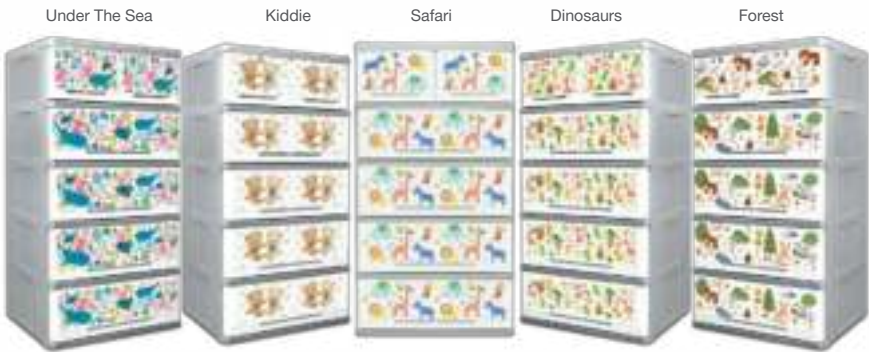 Under The Sea
Kiddie
Safari
Dinosaurs
Forest